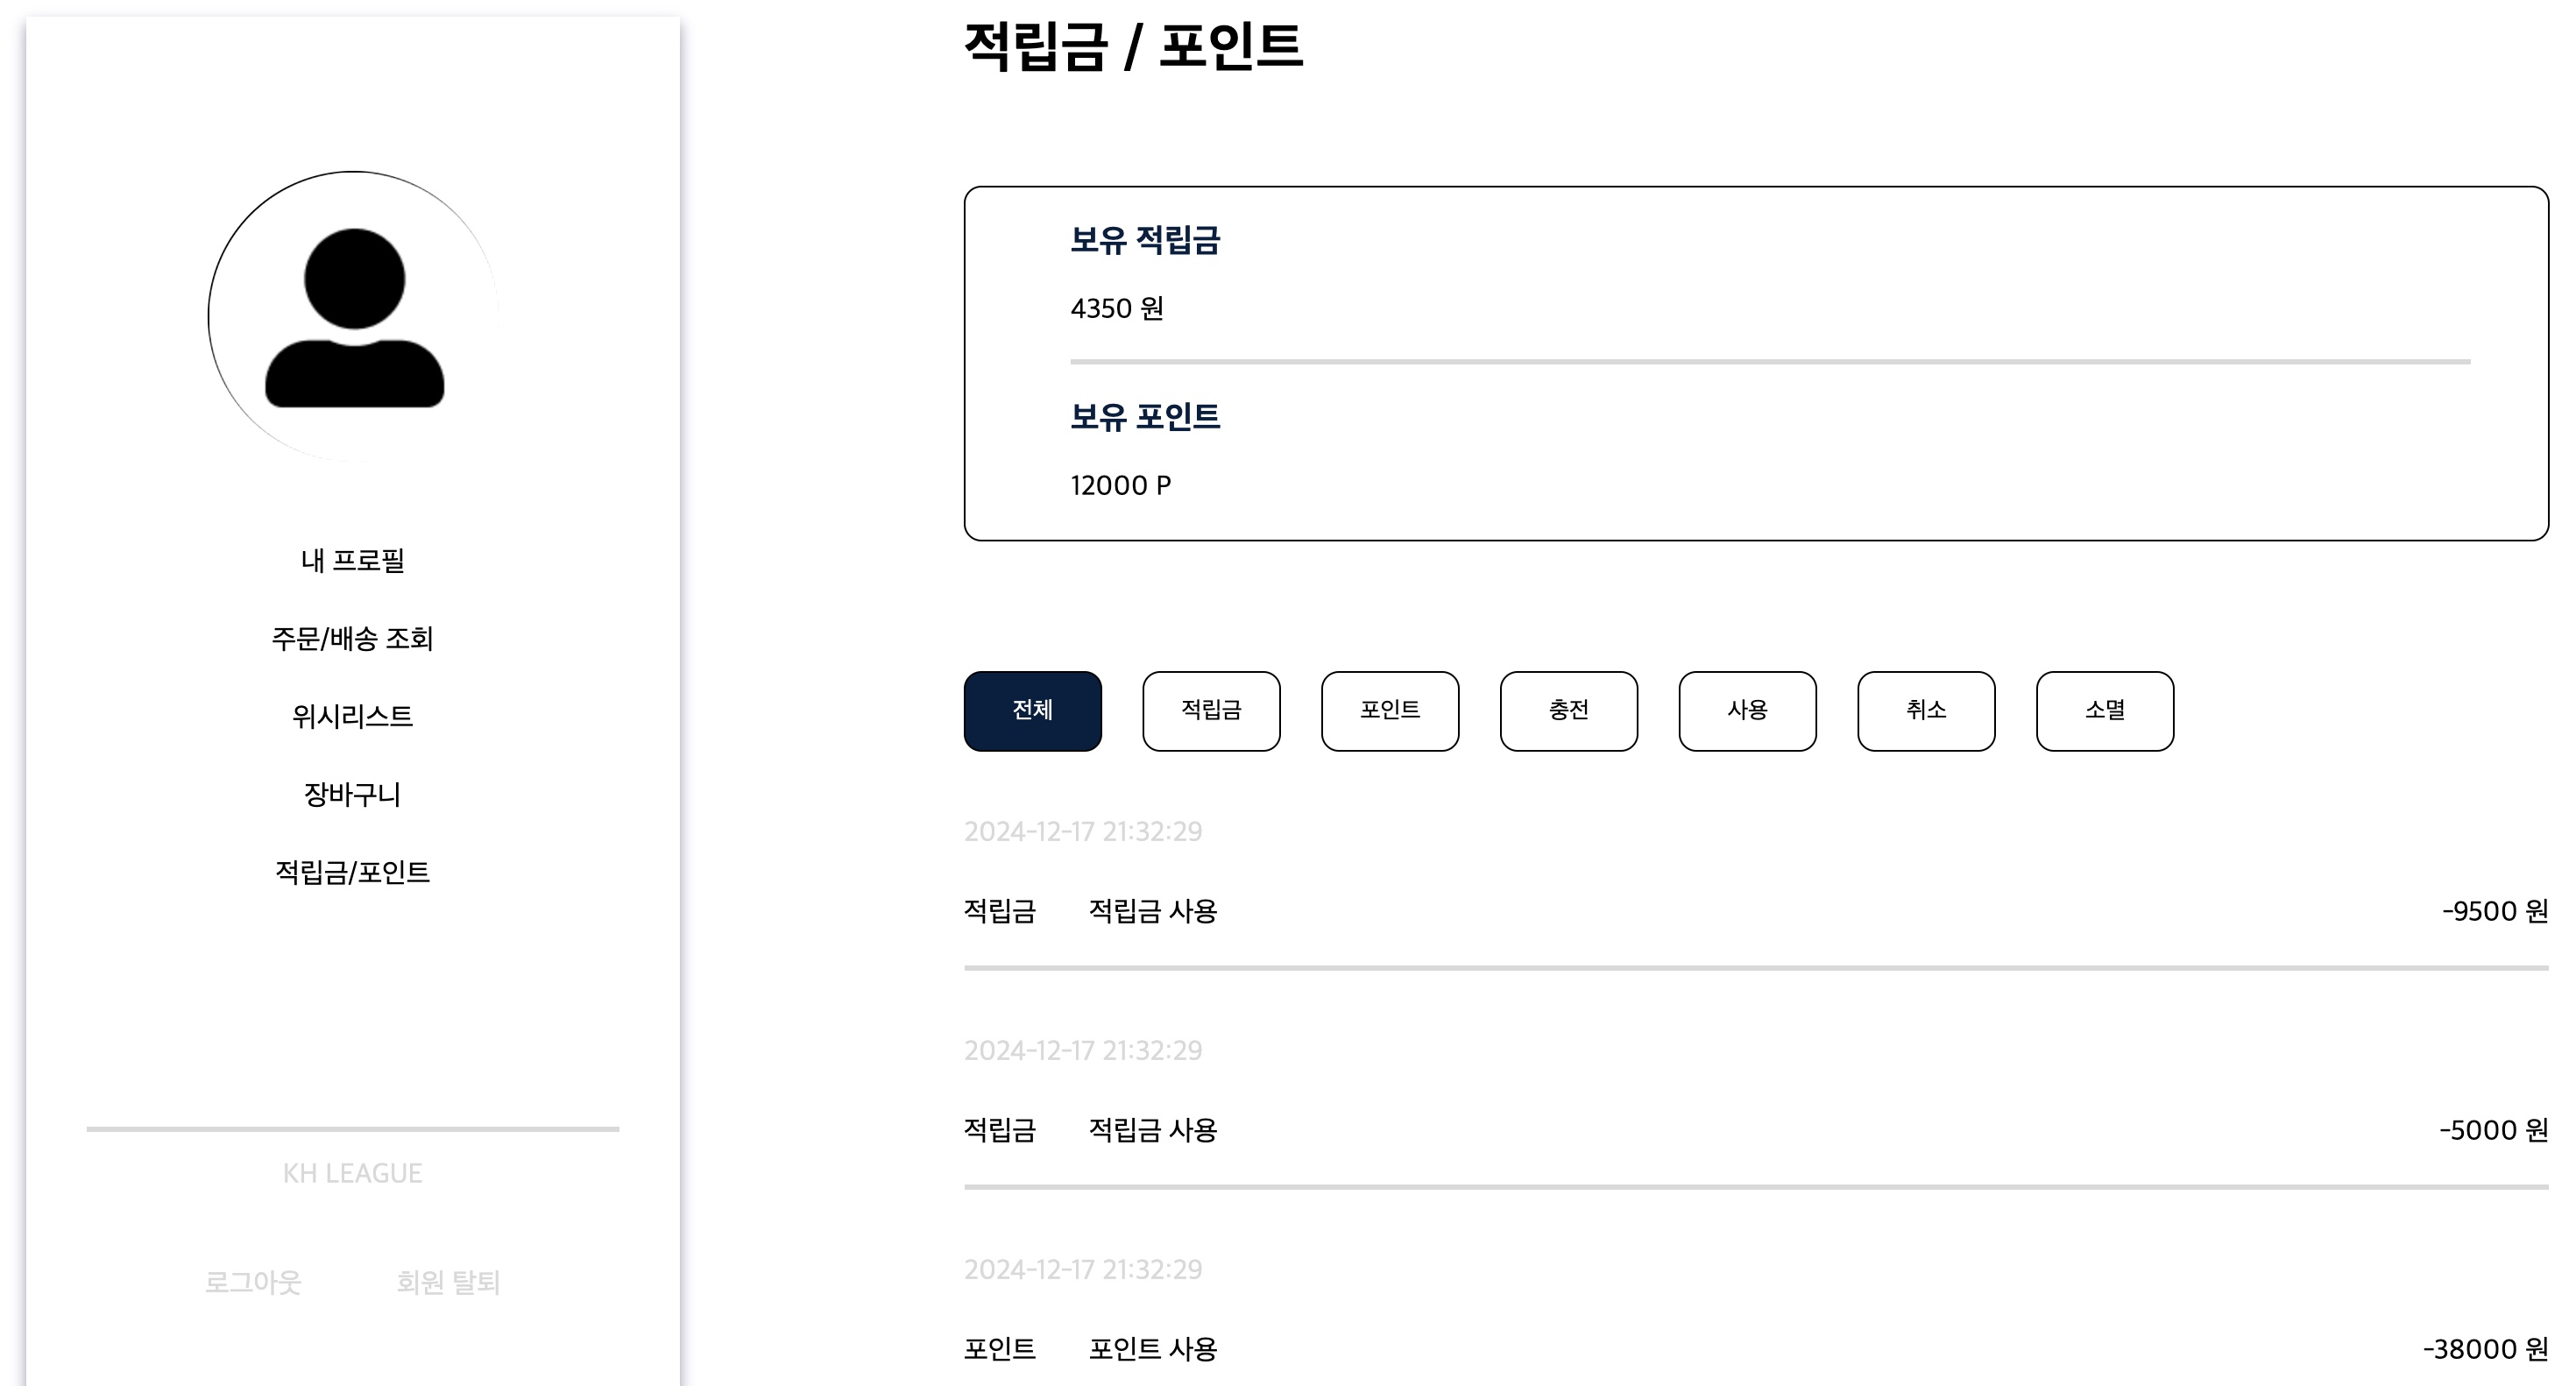 내 프로필
주문/배송 조회
위시리스트
장바구니
적립금/포인트
KH LEAGUE
로그아웃 회원 탈퇴
적립금 / 포인트
보유 적립금
4350 원
보유 포인트
12000 P
전체 적립금 포인트 충전 사용 취소 소멸
2024-12-17 21:32:29
적립금 적립금 사용 -9500 원
2024-12-17 21:32:29
적립금 적립금 사용 -5000 원
2024-12-17 21:32:29
포인트 포인트 사용 -38000 원